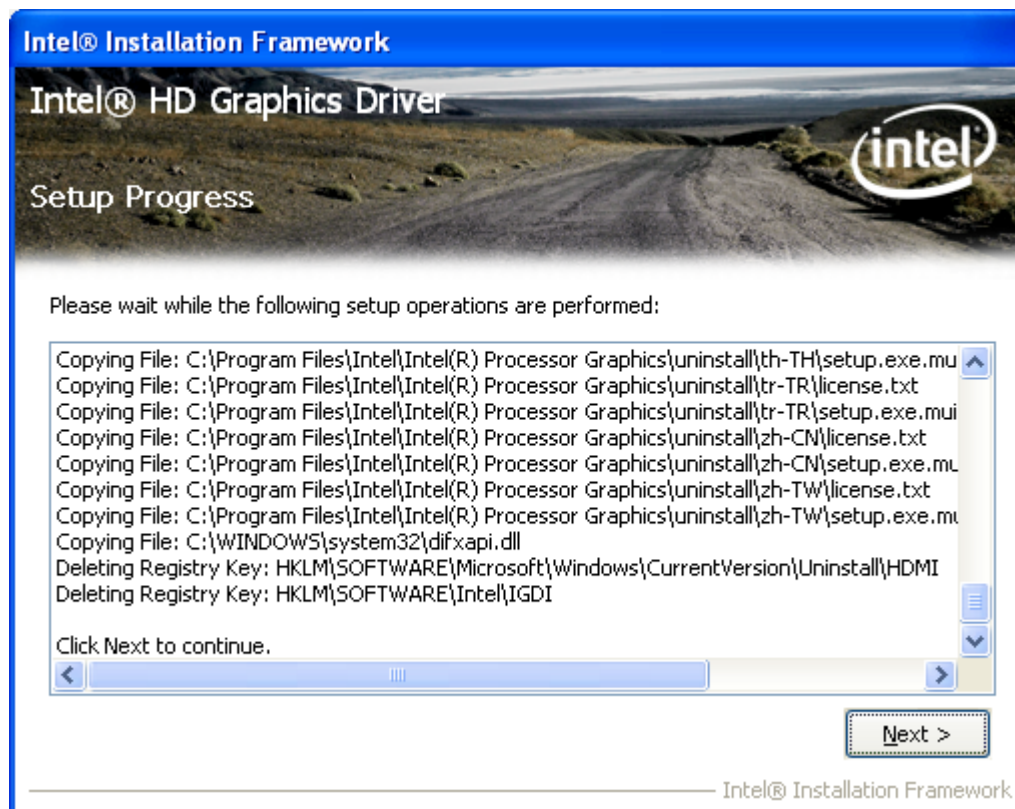 Intel® Installation Framework
Intel® HD Graphics Driver
intel
Setup Progress
Please wait while the following setup operations are performed:
Copying File: C:\Program Files\Intel\Intel(R) Processor Graphics\uninstall\th-TH\setup.exe.mu
Copying File: C:\Program Files\Intel\Intel(R) Processor Graphics\uninstall\tr-TR\license.txt
Copying File: C:\Program Files\Intel\Intel(R) Processor Graphics\uninstall\tr-TR\setup.exe.mui
Copying File: C:\Program Files\Intel\Intel(R) Processor Graphics\uninstall\zh-CN\license.txt
Copying File: C:\Program Files\Intel\Intel(R) Processor Graphics\uninstall\zh-CN\setup.exe.mu
Copying File: C:\Program Files\Intel\Intel(R) Processor Graphics\uninstall\zh-TW\license.txt
Copying File: C:\Program Files\Intel\Intel(R) Processor Graphics\uninstall\zh-TW\setup.exe.mu
Copying File: C:\WINDOWS\system32\difxapi.dll
Deleting Registry Key: HKLM\SOFTWARE\Microsoft\Windows\CurrentVersion\Uninstall\HDMI
Deleting Registry Key: HKLM\SOFTWARE\Intel\IGDI
Click Next to continue.
Next >
Intel® Installation Framework